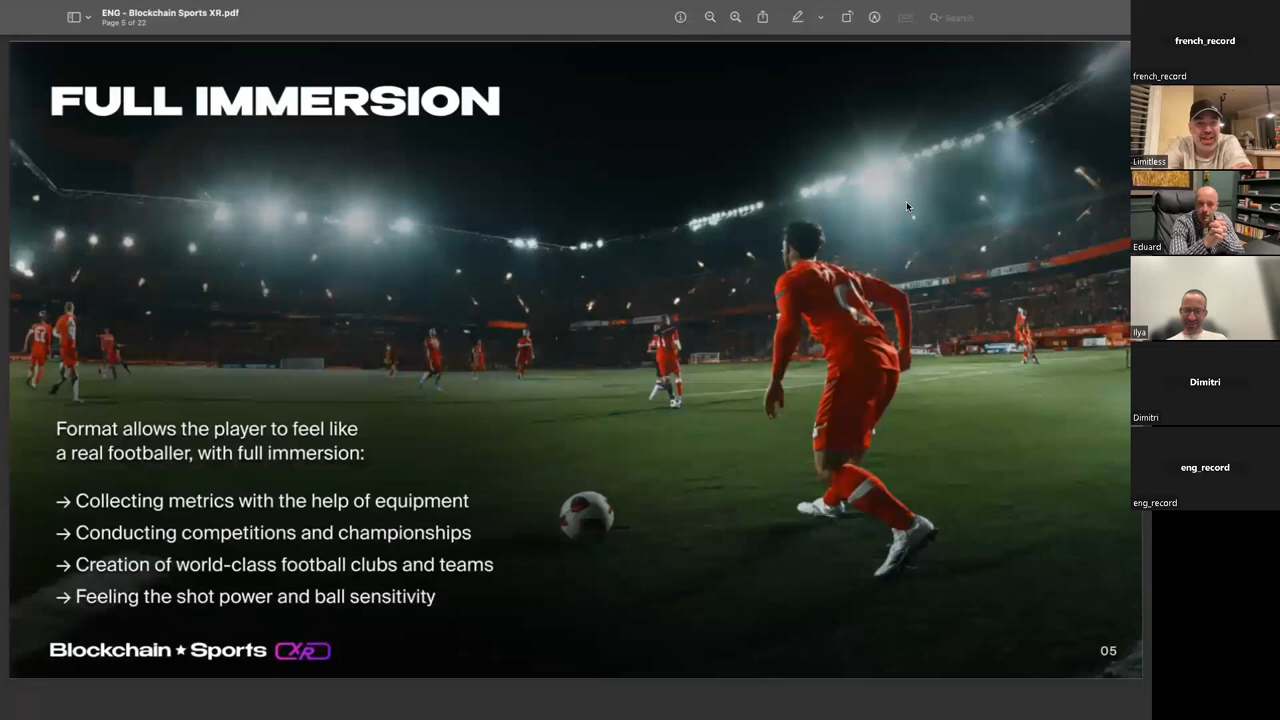 ENG - Blockchain Sports XR.pdf
Page 5 of 22
Search
FULL IMMERSION
Format allows the player to feel like
a real footballer, with full immersion:
→ Collecting metrics with the help of equipment
→ Conducting competitions and championships
→ Creation of world-class football clubs and teams
→ Feeling the shot power and ball sensitivity
Blockchain ★ Sports XR
05
french_record
french_record
Limitless
Eduard
Ilya
Dimitri
Dimitri
eng_record
eng_record